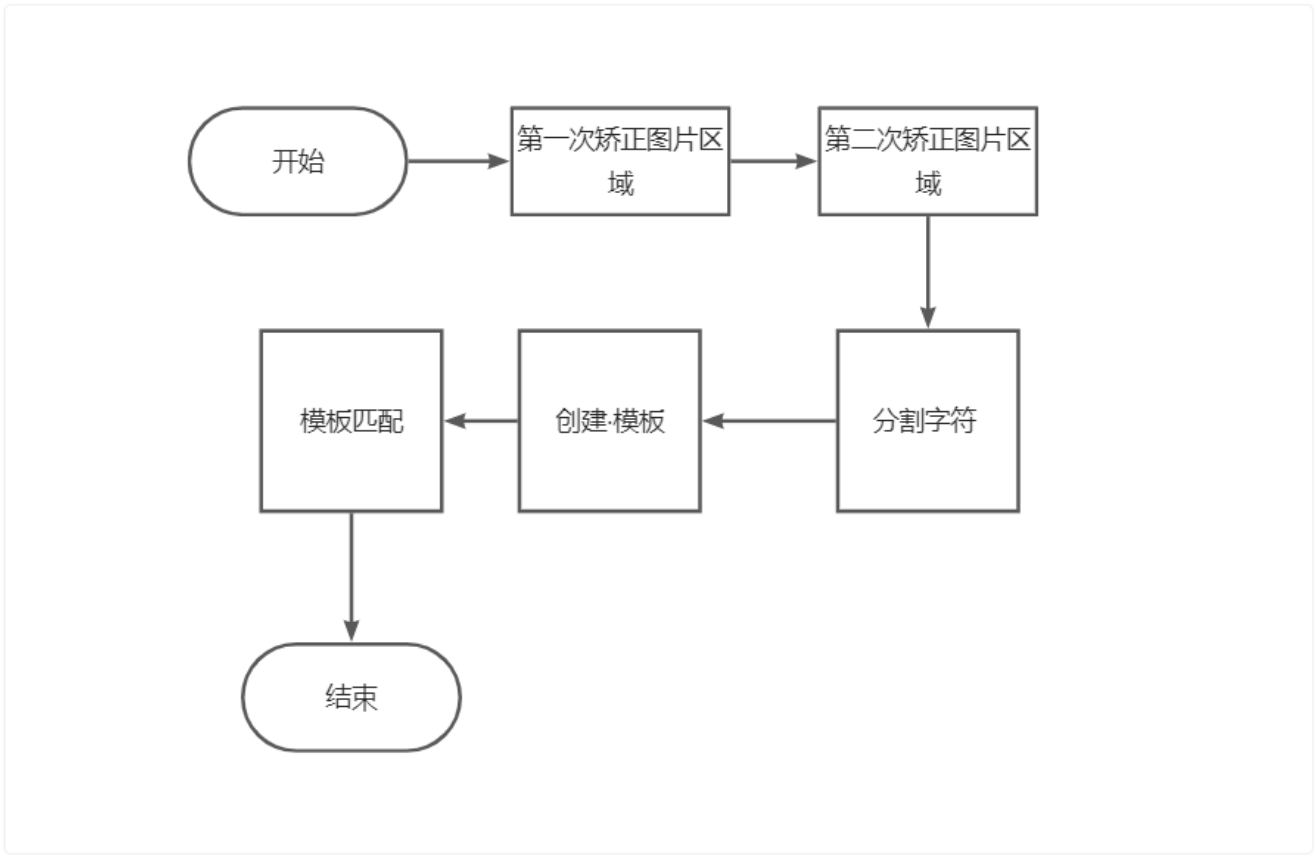 开始
第一次矫正图片区
域
第二次矫正图片区
域
模板匹配
创建·模板
分割字符
结束